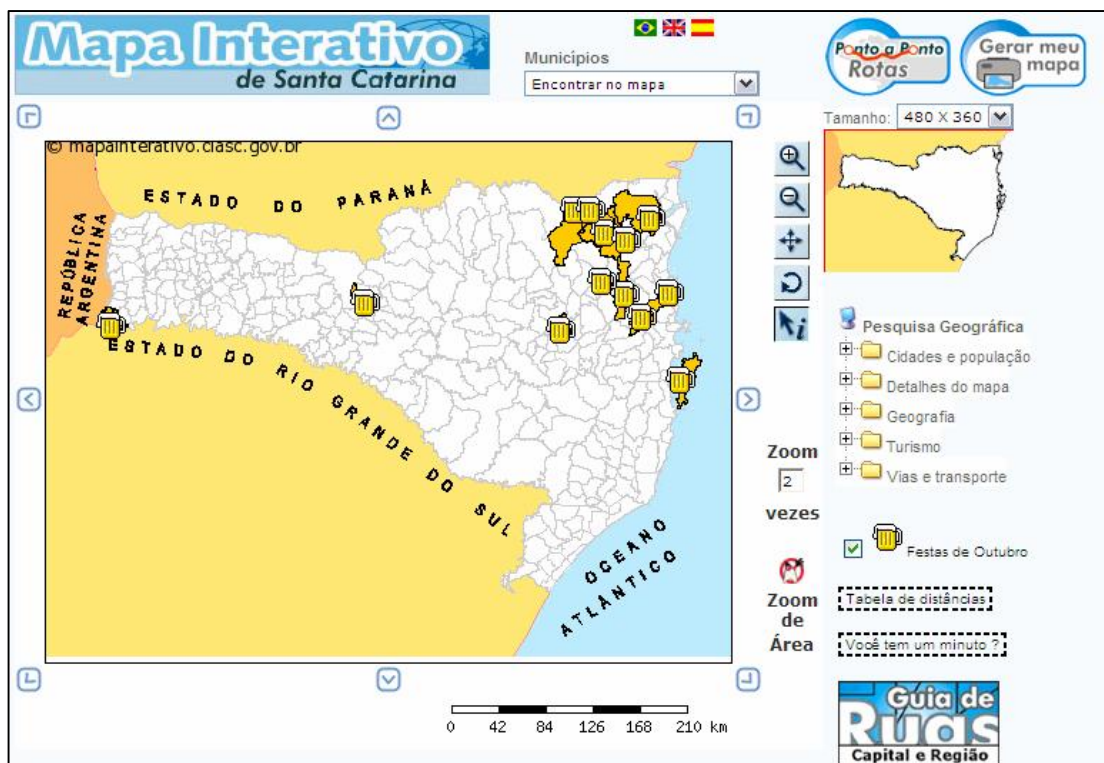 Mapa Interativo
de Santa Catarina
Municípios
Encontrar no mapa
Ponto a Ponto
Rotas
Gerar meu
mapa
Tamanho: 480 X 360
© mapainterativo.ciasc.gov.br
ESTADO DO PARANÁ
REPÚBLICA
ARGENTINA
ESTADO DO RIO GRANDE DO SUL
OCEANO
ATLÂNTICO
i
Zoom
2
vezes
Zoom
de
Área
Pesquisa Geográfica
Cidades e população
Detalhes do mapa
Geografia
Turismo
Vias e transporte
Festas de Outubro
Tabela de distâncias
Você tem um minuto ?
Guia de
Ruas
Capital e Região
0 42 84 126 168 210 km